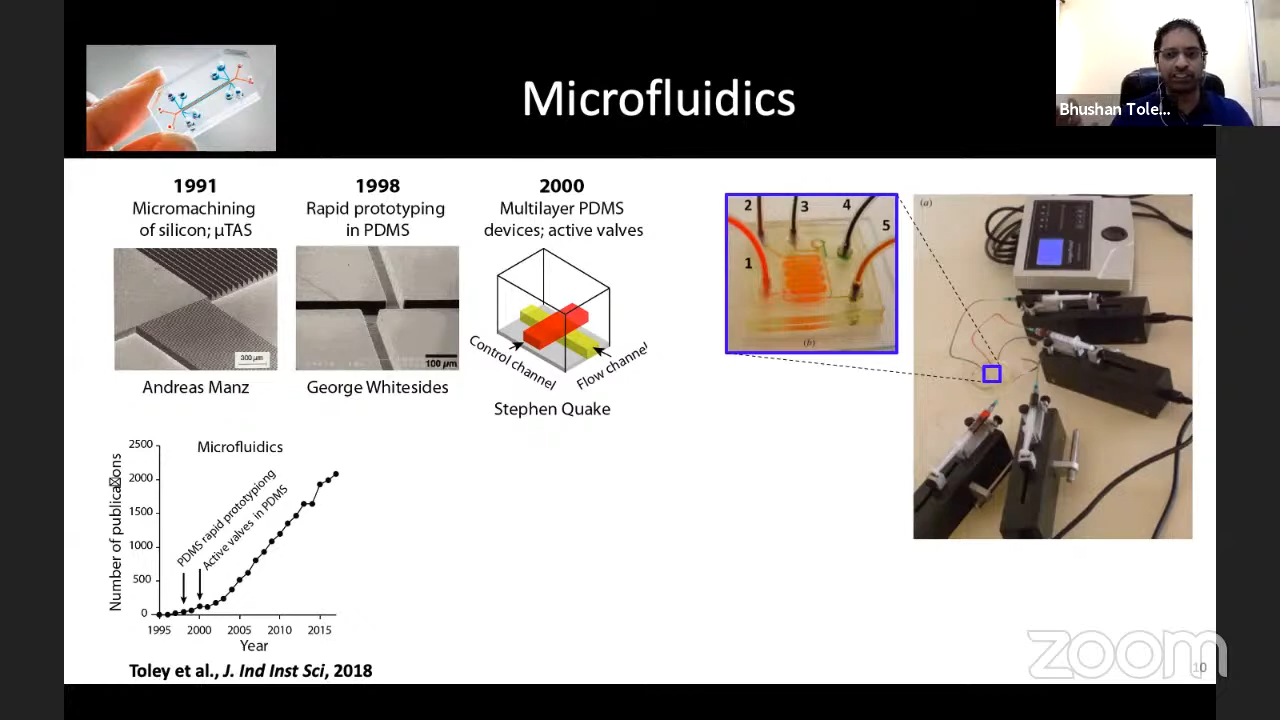 Microfluidics
Bhushan Tole...
1991
Micromachining
of silicon; µTAS
300 µm
Andreas Manz
1998
Rapid prototyping
in PDMS
100 µm
George Whitesides
2000
Multilayer PDMS
devices; active valves
Control channel
Flow channel
Stephen Quake
2
3
4
5
1
(b)
(a)
Microfluidics
Number of publications
2500
2000
1500
1000
500
0
PDMS rapid prototypiong
Active valves in PDMS
1995
2000
2005
2010
2015
Year
Toley et al., J. Ind Inst Sci, 2018
zoom
10